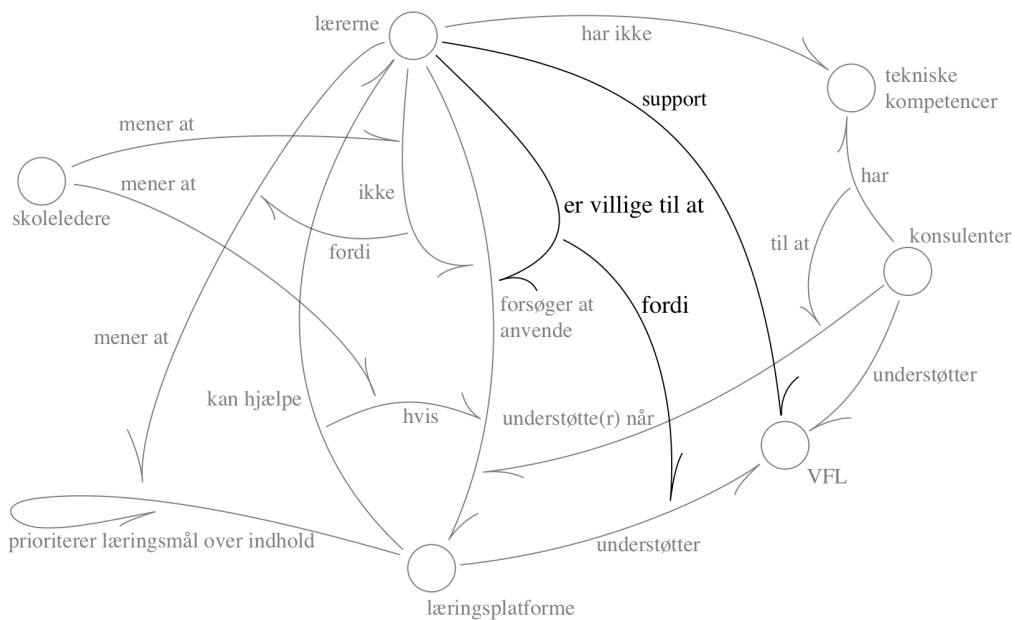 lærerne
har ikke
tekniske
kompetencer
support
mener at
mener at
skoleledere
ikke
er villige til at
har
fordi
til at
konsulenter
forsøger at
anvende
fordi
mener at
kan hjælpe
hvis
understøtte(r) når
understøtter
VFL
prioriterer læringsmål over indhold
understøtter
læringsplatforme